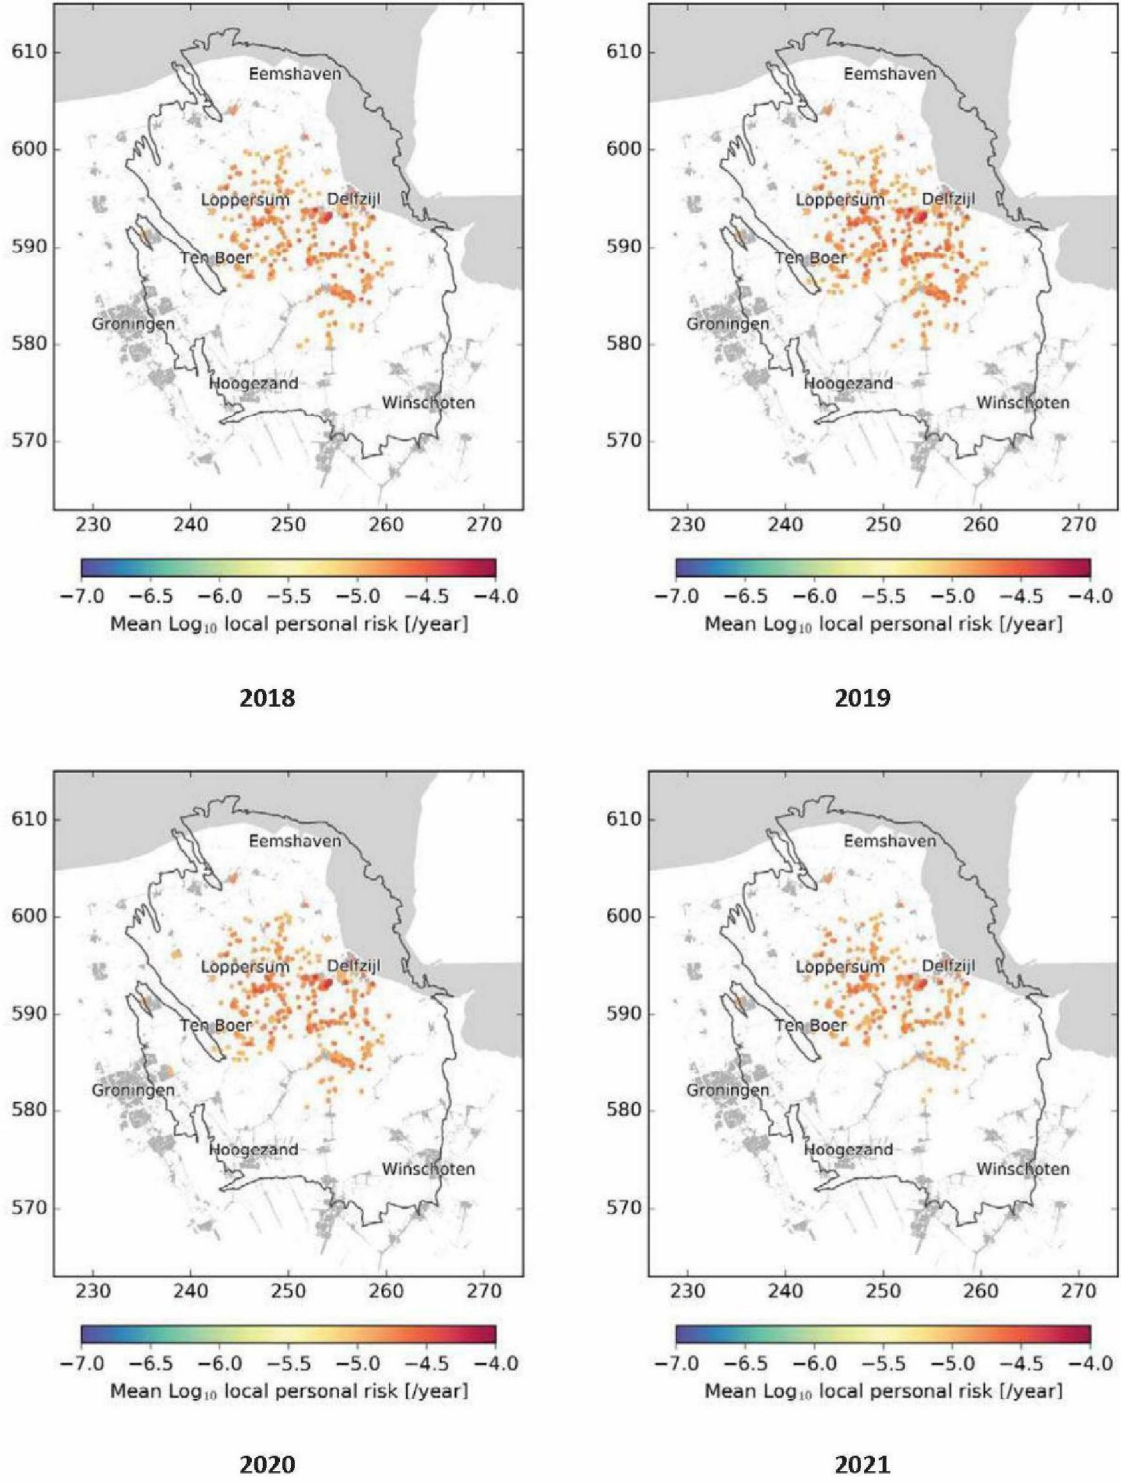 610
600
590
580
570
Eemshaven
Loppersum
Delfzijl
Ten Boer
Groningen
Hoogezand
Winschoten
230 240 250 260 270
−7.0 −6.5 −6.0 −5.5 −5.0 −4.5 −4.0
Mean Log₁₀ local personal risk [/year]
2018
610
600
590
580
570
Eemshaven
Loppersum
Delfzijl
Ten Boer
Groningen
Hoogezand
Winschoten
230 240 250 260 270
−7.0 −6.5 −6.0 −5.5 −5.0 −4.5 −4.0
Mean Log₁₀ local personal risk [/year]
2019
610
600
590
580
570
Eemshaven
Loppersum
Delfzijl
Ten Boer
Groningen
Hoogezand
Winschoten
230 240 250 260 270
−7.0 −6.5 −6.0 −5.5 −5.0 −4.5 −4.0
Mean Log₁₀ local personal risk [/year]
2020
610
600
590
580
570
Eemshaven
Loppersum
Delfzijl
Ten Boer
Groningen
Hoogezand
Winschoten
230 240 250 260 270
−7.0 −6.5 −6.0 −5.5 −5.0 −4.5 −4.0
Mean Log₁₀ local personal risk [/year]
2021